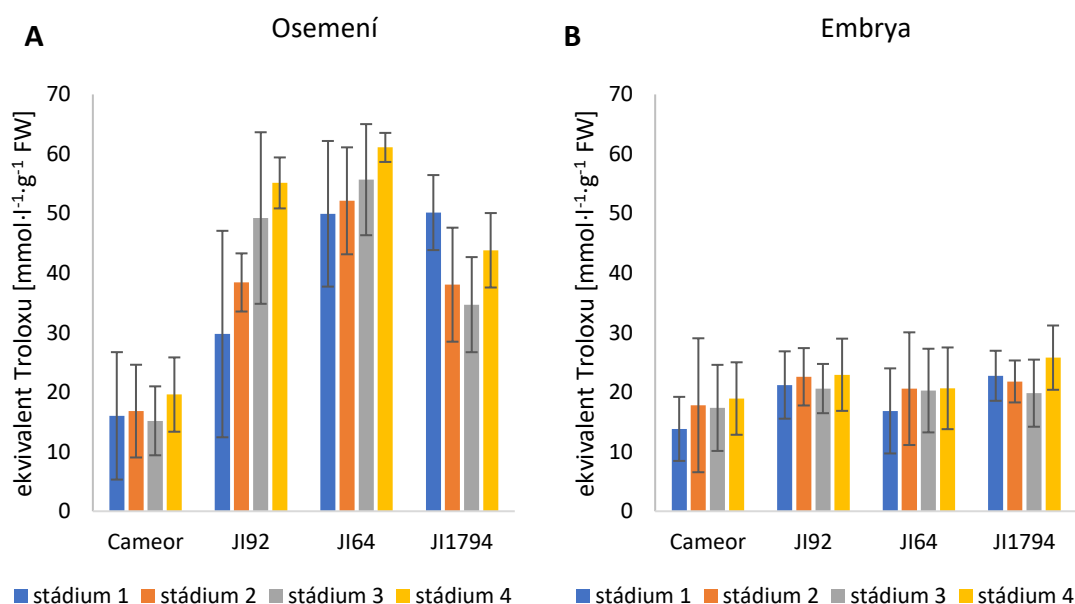 A
Osemení
ekvivalent Troloxu [mmol·l⁻¹·g⁻¹ FW]
70
60
50
40
30
20
10
0
Cameor JI92 JI64 JI1794
stádium 1 stádium 2 stádium 3 stádium 4
B
Embrya
ekvivalent Troloxu [mmol·l⁻¹·g⁻¹ FW]
70
60
50
40
30
20
10
0
Cameor JI92 JI64 JI1794
stádium 1 stádium 2 stádium 3 stádium 4